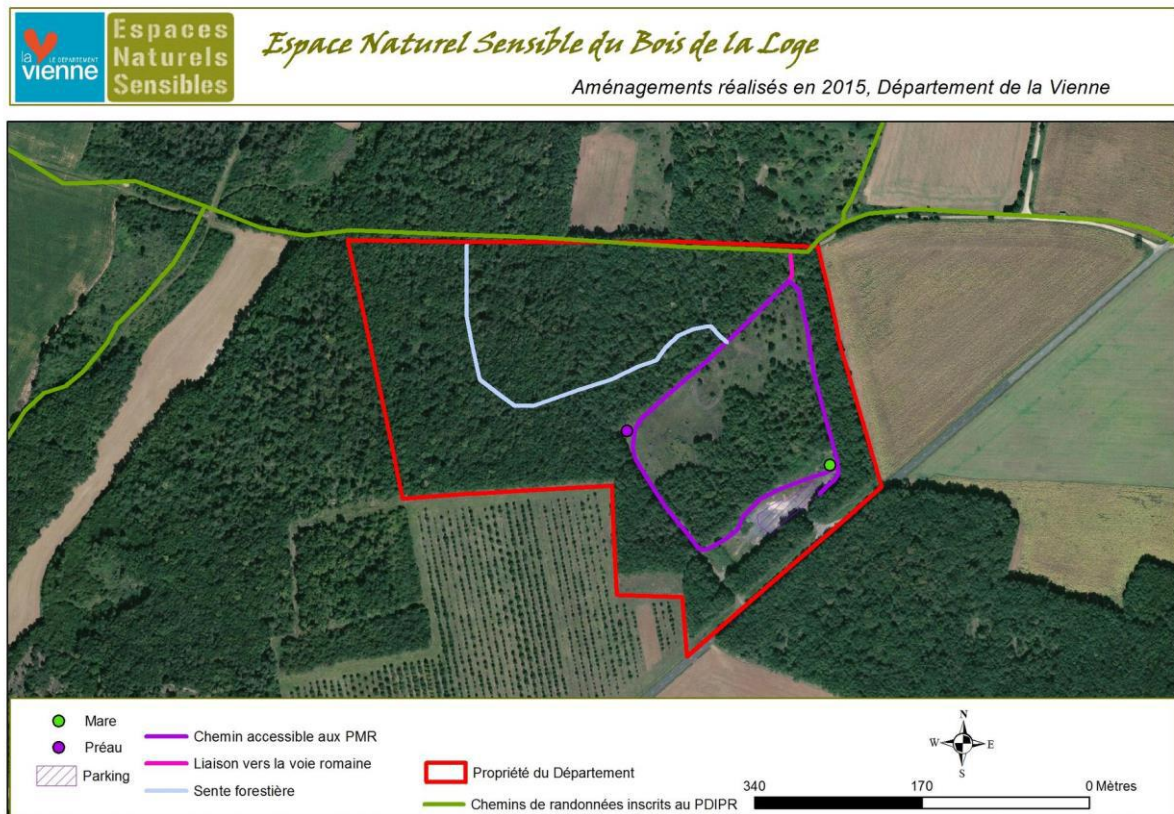 la
LE DÉPARTEMENT
vienne
Espaces
Naturels
Sensibles
Espace Naturel Sensible du Bois de la Loge
Aménagements réalisés en 2015, Département de la Vienne
Mare
Préau
Parking
Chemin accessible aux PMR
Liaison vers la voie romaine
Sente forestière
Propriété du Département
Chemins de randonnées inscrits au PDIPR
N
W E
S
340 170 0 Mètres